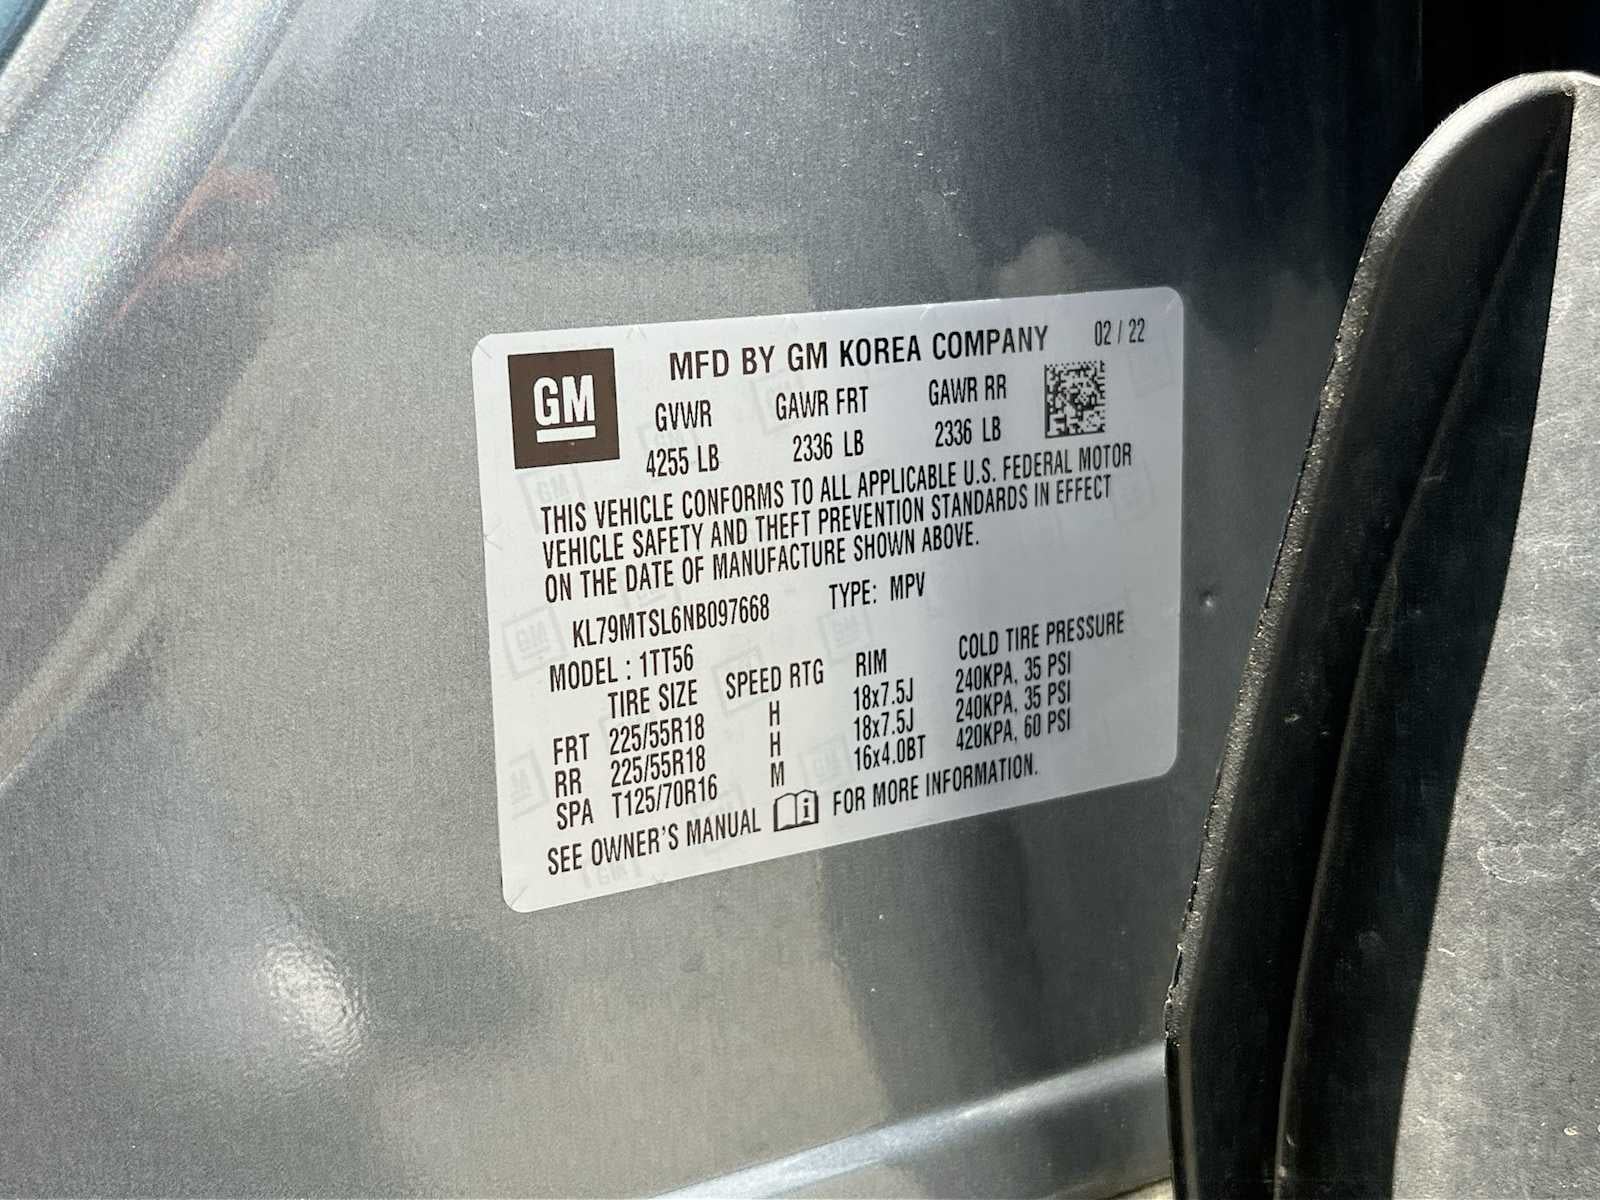 GM
MFD BY GM KOREA COMPANY 02 / 22
GVWR GAWR FRT GAWR RR
4255 LB 2336 LB 2336 LB
THIS VEHICLE CONFORMS TO ALL APPLICABLE U.S. FEDERAL MOTOR
VEHICLE SAFETY AND THEFT PREVENTION STANDARDS IN EFFECT
ON THE DATE OF MANUFACTURE SHOWN ABOVE.
KL79MTSL6NB097668 TYPE: MPV
MODEL : 1TT56
TIRE SIZE SPEED RTG RIM COLD TIRE PRESSURE
FRT 225/55R18 H 18x7.5J 240KPA, 35 PSI
RR 225/55R18 H 18x7.5J 240KPA, 35 PSI
SPA T125/70R16 M 16x4.0BT 420KPA, 60 PSI
SEE OWNER'S MANUAL i FOR MORE INFORMATION.